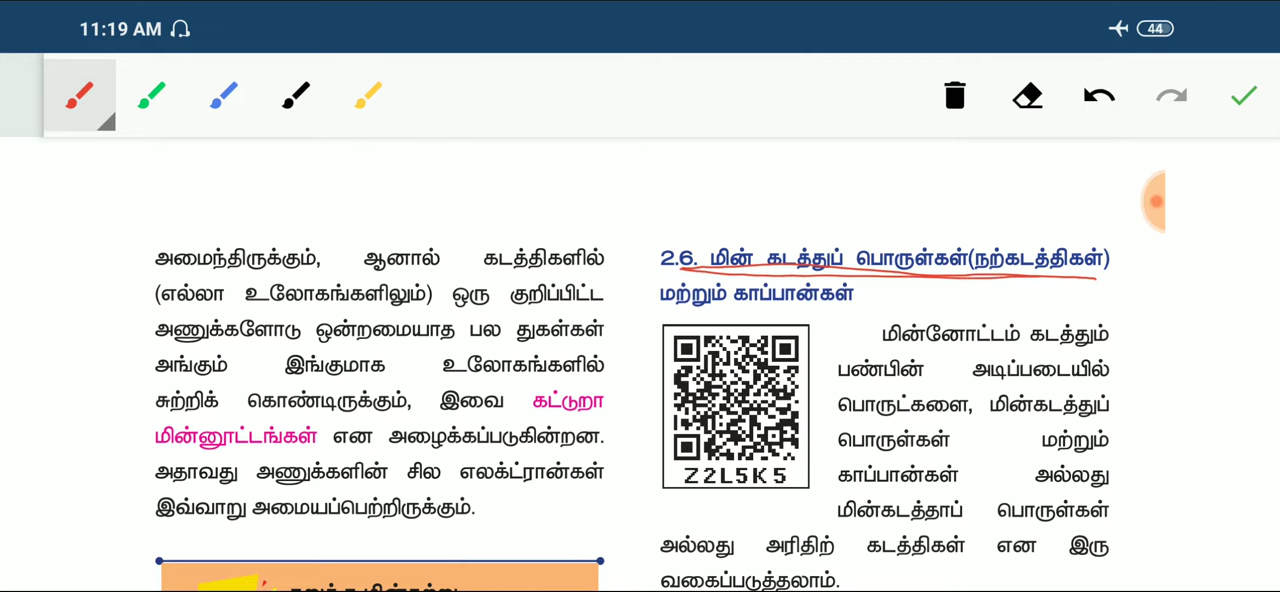 11:19 AM
44
அமைந்திருக்கும், ஆனால் கடத்திகளில்
(எல்லா உலோகங்களிலும்) ஒரு குறிப்பிட்ட
அணுக்களோடு ஒன்றமையாத பல துகள்கள்
அங்கும் இங்குமாக உலோகங்களில்
சுற்றிக் கொண்டிருக்கும், இவை கட்டுறா
மின்னூட்டங்கள் என அழைக்கப்படுகின்றன.
அதாவது அணுக்களின் சில எலக்ட்ரான்கள்
இவ்வாறு அமையப்பெற்றிருக்கும்.
2.6. மின் கடத்துப் பொருள்கள்(நற்கடத்திகள்)
மற்றும் காப்பான்கள்
மின்னோட்டம் கடத்தும்
பண்பின் அடிப்படையில்
பொருட்களை, மின்கடத்துப்
பொருள்கள் மற்றும்
காப்பான்கள் அல்லது
மின்கடத்தாப் பொருள்கள்
Z2L5K5
அல்லது அரிதிற் கடத்திகள் என இரு
வகைப்படுத்தலாம்.